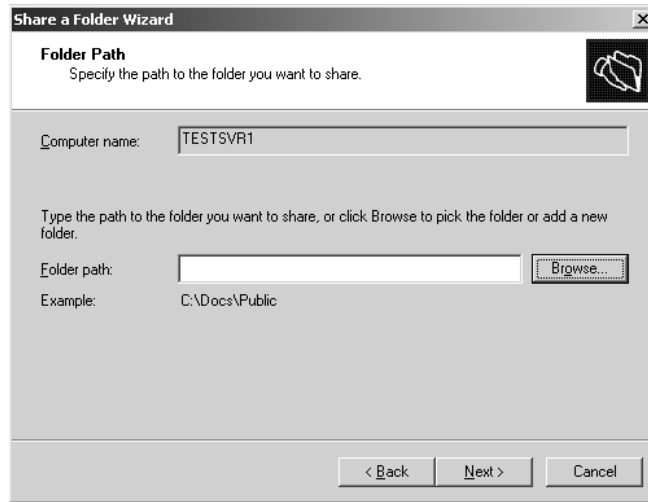 Share a Folder Wizard
Folder Path
Specify the path to the folder you want to share.
Computer name:
TESTSVR1
Type the path to the folder you want to share, or click Browse to pick the folder or add a new
folder.
Folder path:
Browse...
Example:
C:\Docs\Public
< Back
Next >
Cancel